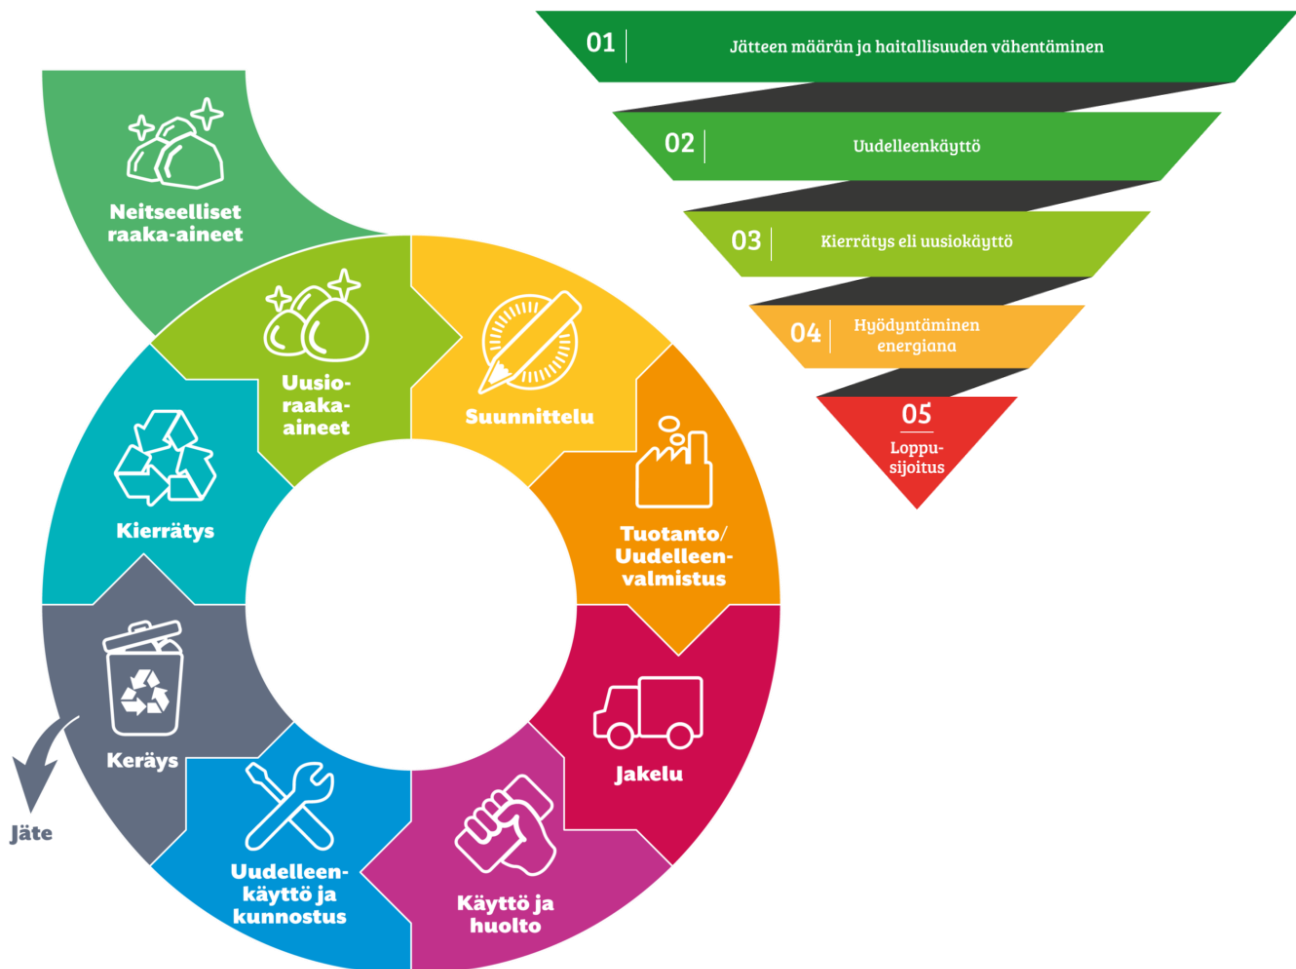 01
Jätteen määrän ja haitallisuuden vähentäminen
02
Uudelleenkäyttö
03
Kierrätys eli uusiokäyttö
04
Hyödyntäminen
energiana
05
Loppu-
sijoitus
Neitseelliset
raaka-aineet
Uusio-
raaka-
aineet
Suunnittelu
Tuotanto/
Uudelleen-
valmistus
Jakelu
Käyttö ja
huolto
Uudelleen-
käyttö ja
kunnostus
Keräys
Jäte
Kierrätys